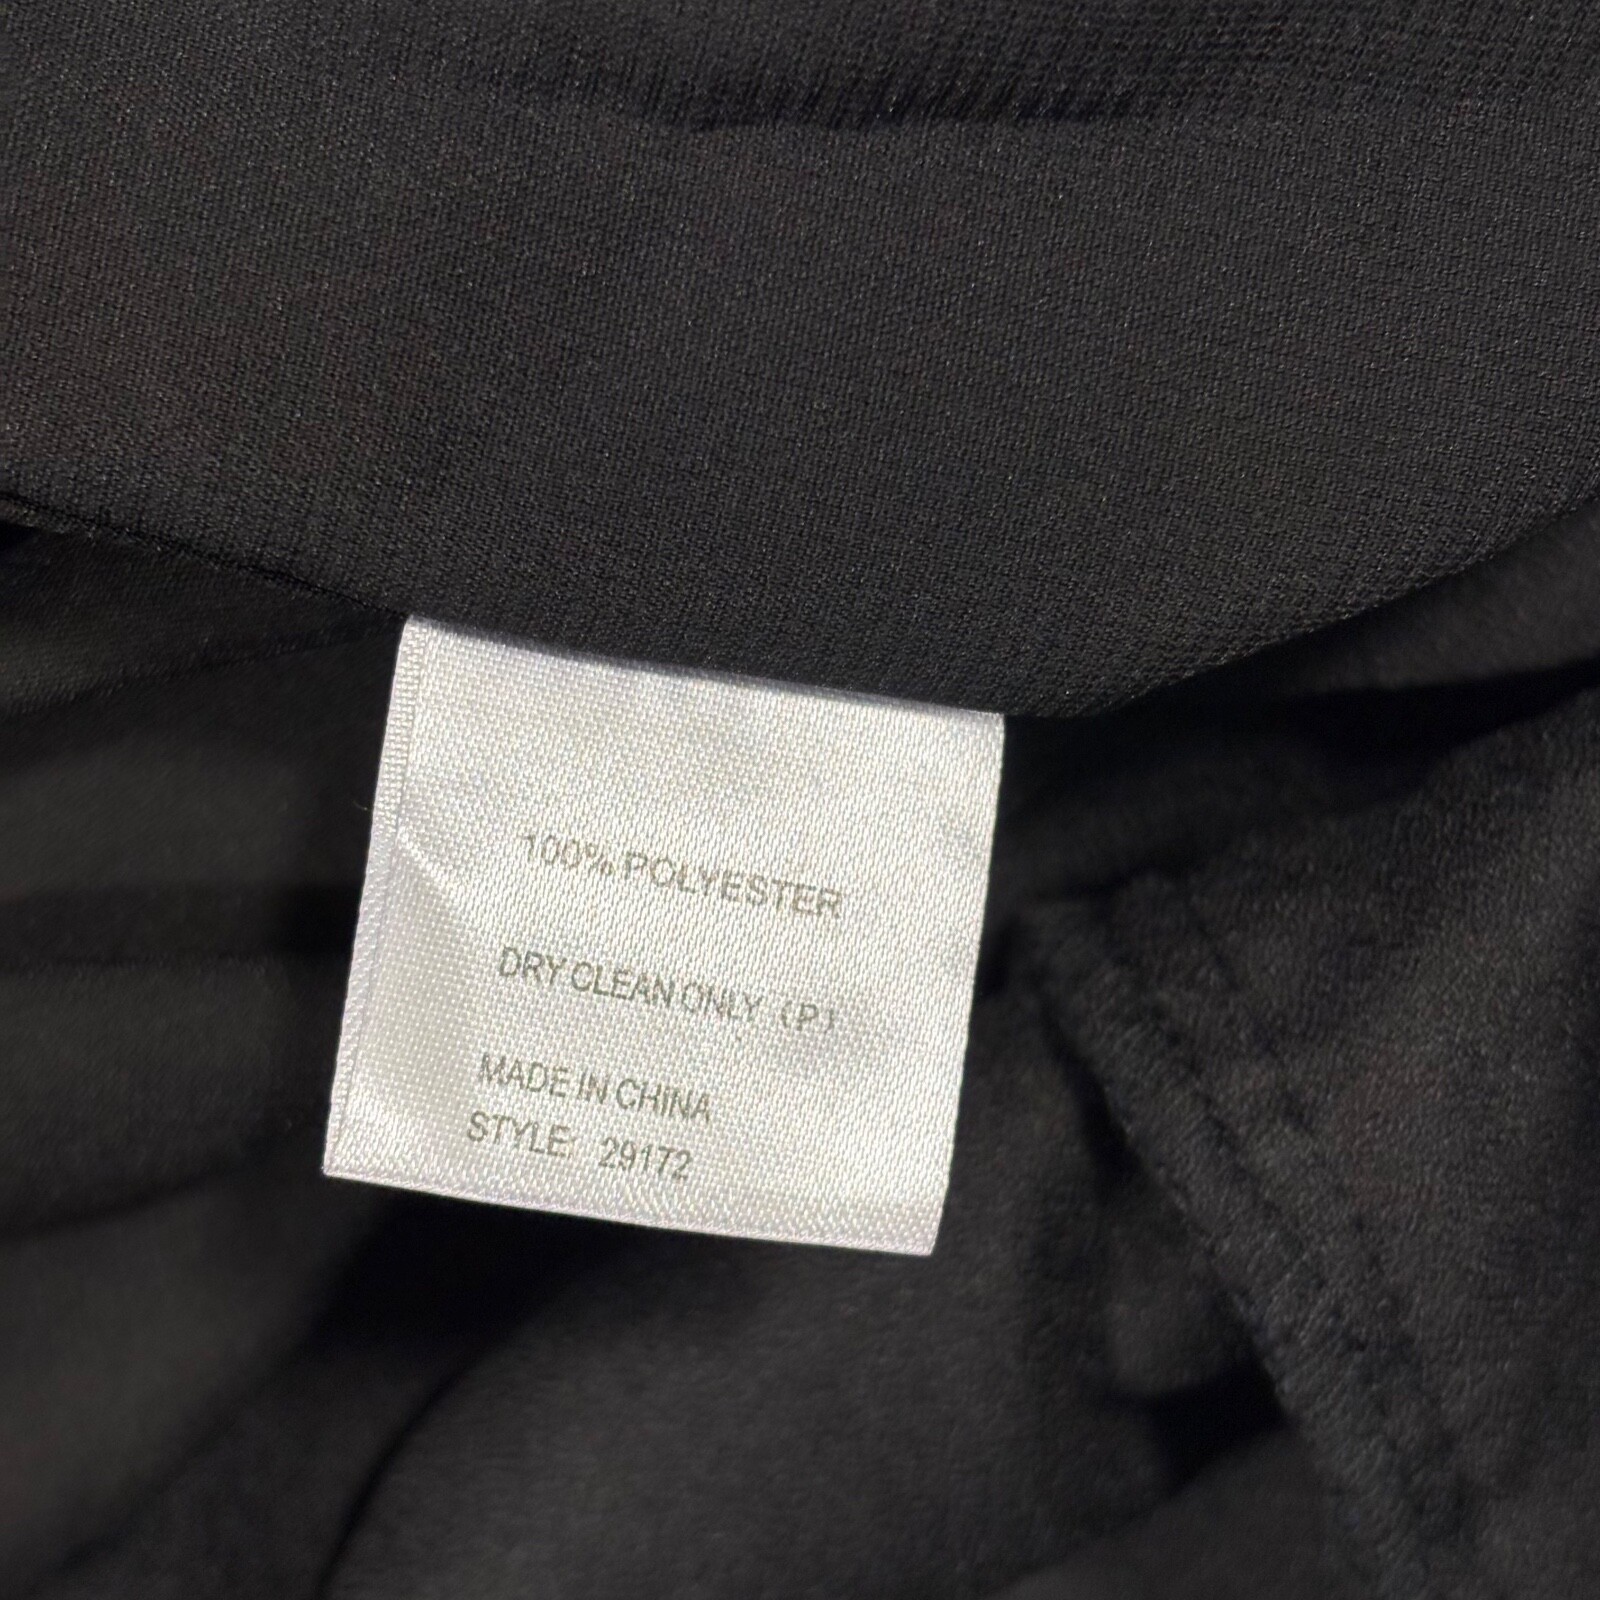 100% POLYESTER
DRY CLEAN ONLY (P)
MADE IN CHINA
STYLE: 29172